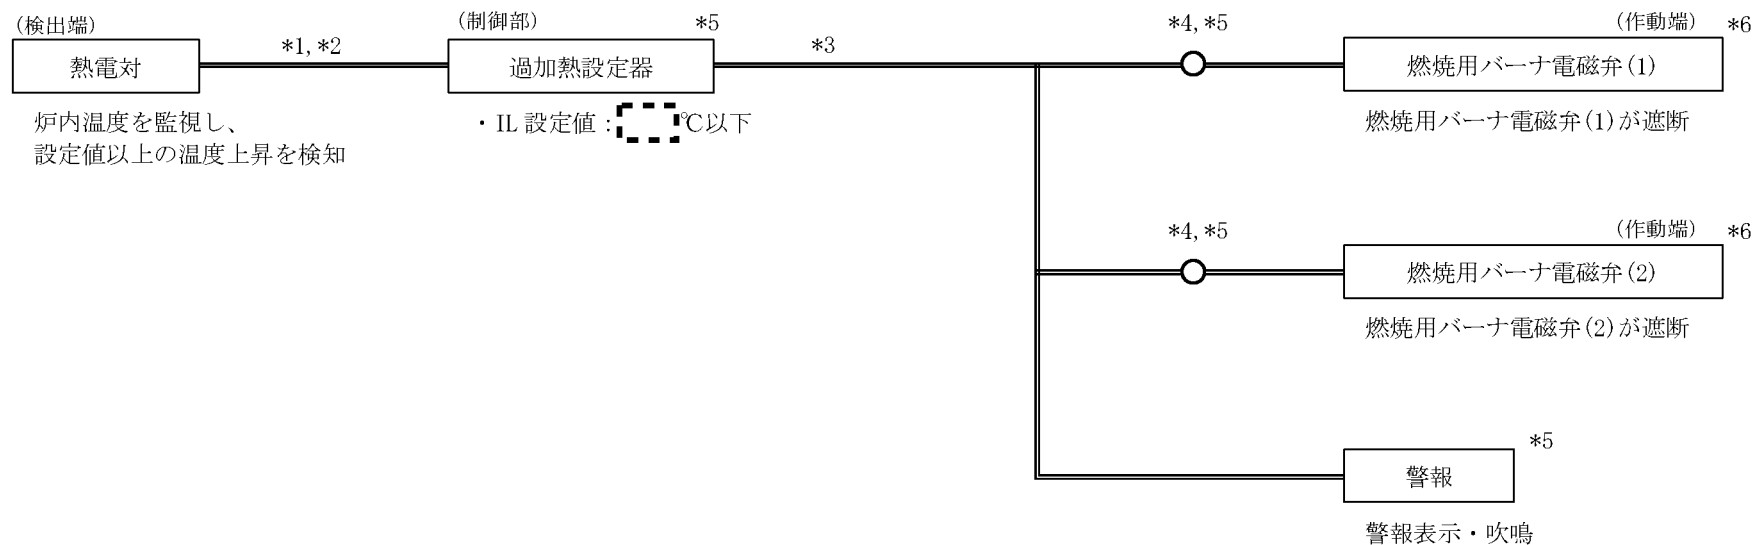 (検出端)
熱電対
炉内温度を監視し、
設定値以上の温度上昇を検知
*1, *2
(制御部)
*5
過加熱設定器
・IL 設定値：
℃以下
*3
*4, *5
(作動端)
*6
燃焼用バーナ電磁弁(1)
燃焼用バーナ電磁弁(1)が遮断
*4, *5
(作動端)
*6
燃焼用バーナ電磁弁(2)
燃焼用バーナ電磁弁(2)が遮断
*5
警報
警報表示・吹鳴